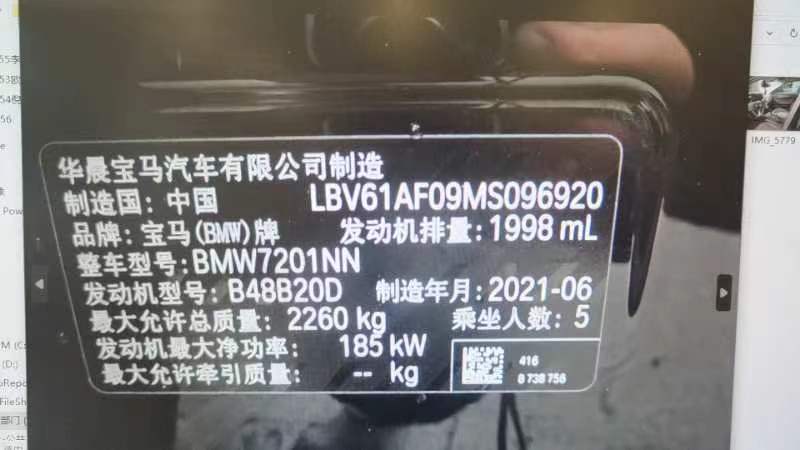 华晨宝马汽车有限公司制造
制造国：中国 LBV61AF09MS096920
品牌：宝马(BMW)牌 发动机排量：1998 mL
整车型号：BMW7201NN
发动机型号：B48B20D 制造年月：2021-06
最大允许总质量：2260 kg 乘坐人数：5
发动机最大净功率： 185 kW
最大允许牵引质量： -- kg
416
8 738 756
IMG_5779